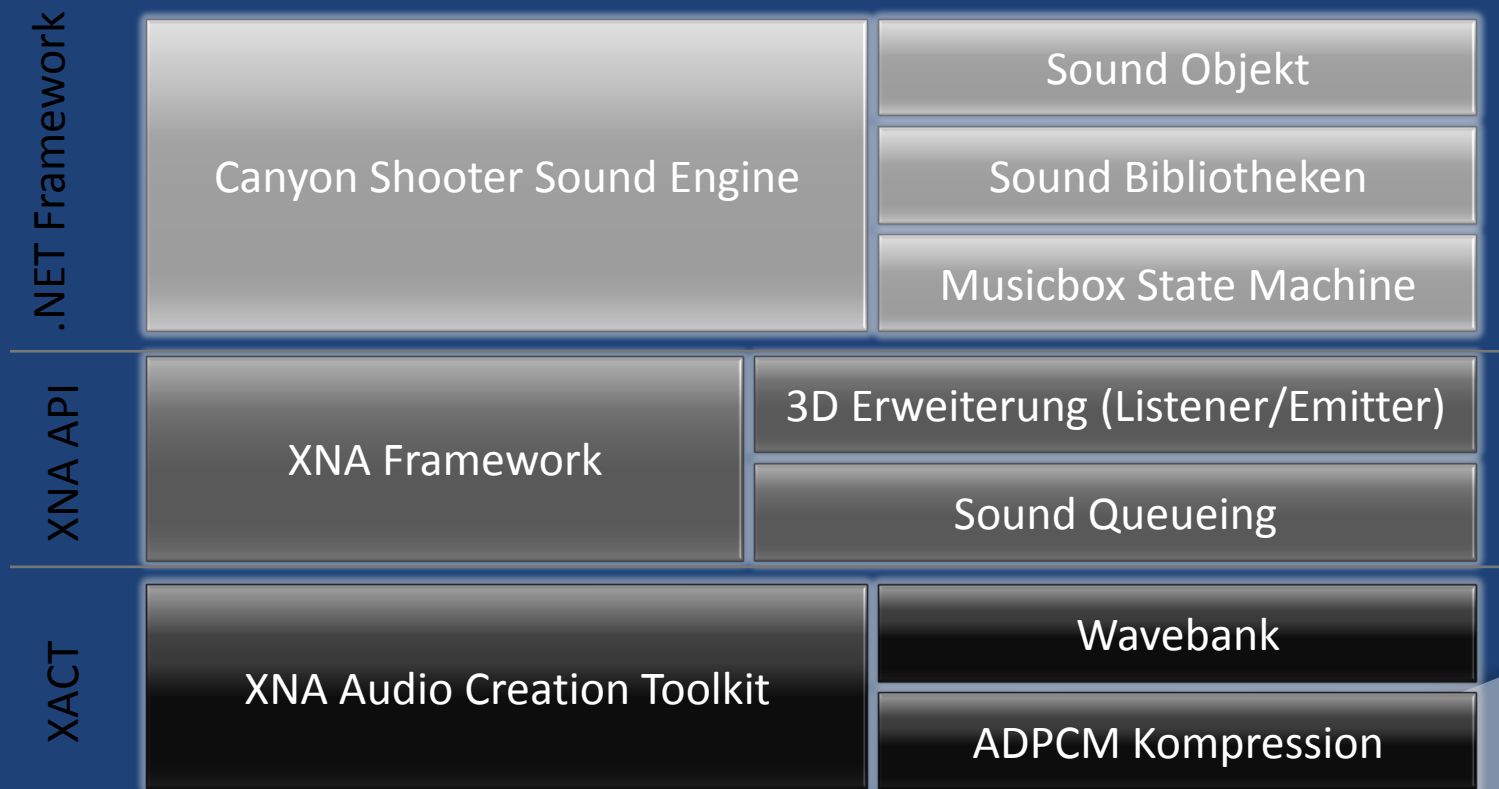 .NET Framework
Canyon Shooter Sound Engine
Sound Objekt
Sound Bibliotheken
Musicbox State Machine
XNA API
XNA Framework
3D Erweiterung (Listener/Emitter)
Sound Queueing
XACT
XNA Audio Creation Toolkit
Wavebank
ADPCM Kompression